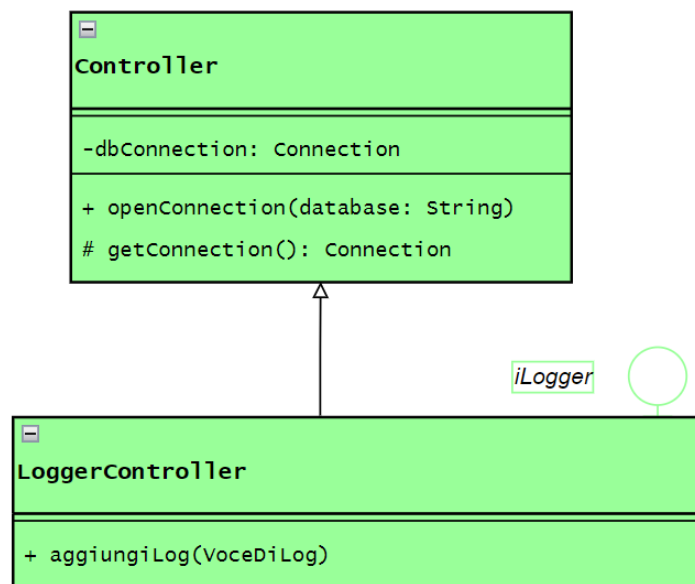 Controller
-dbConnection: Connection
+ openConnection(database: String)
# getConnection(): Connection
iLogger
LoggerController
+ aggiungiLog(VoceDiLog)